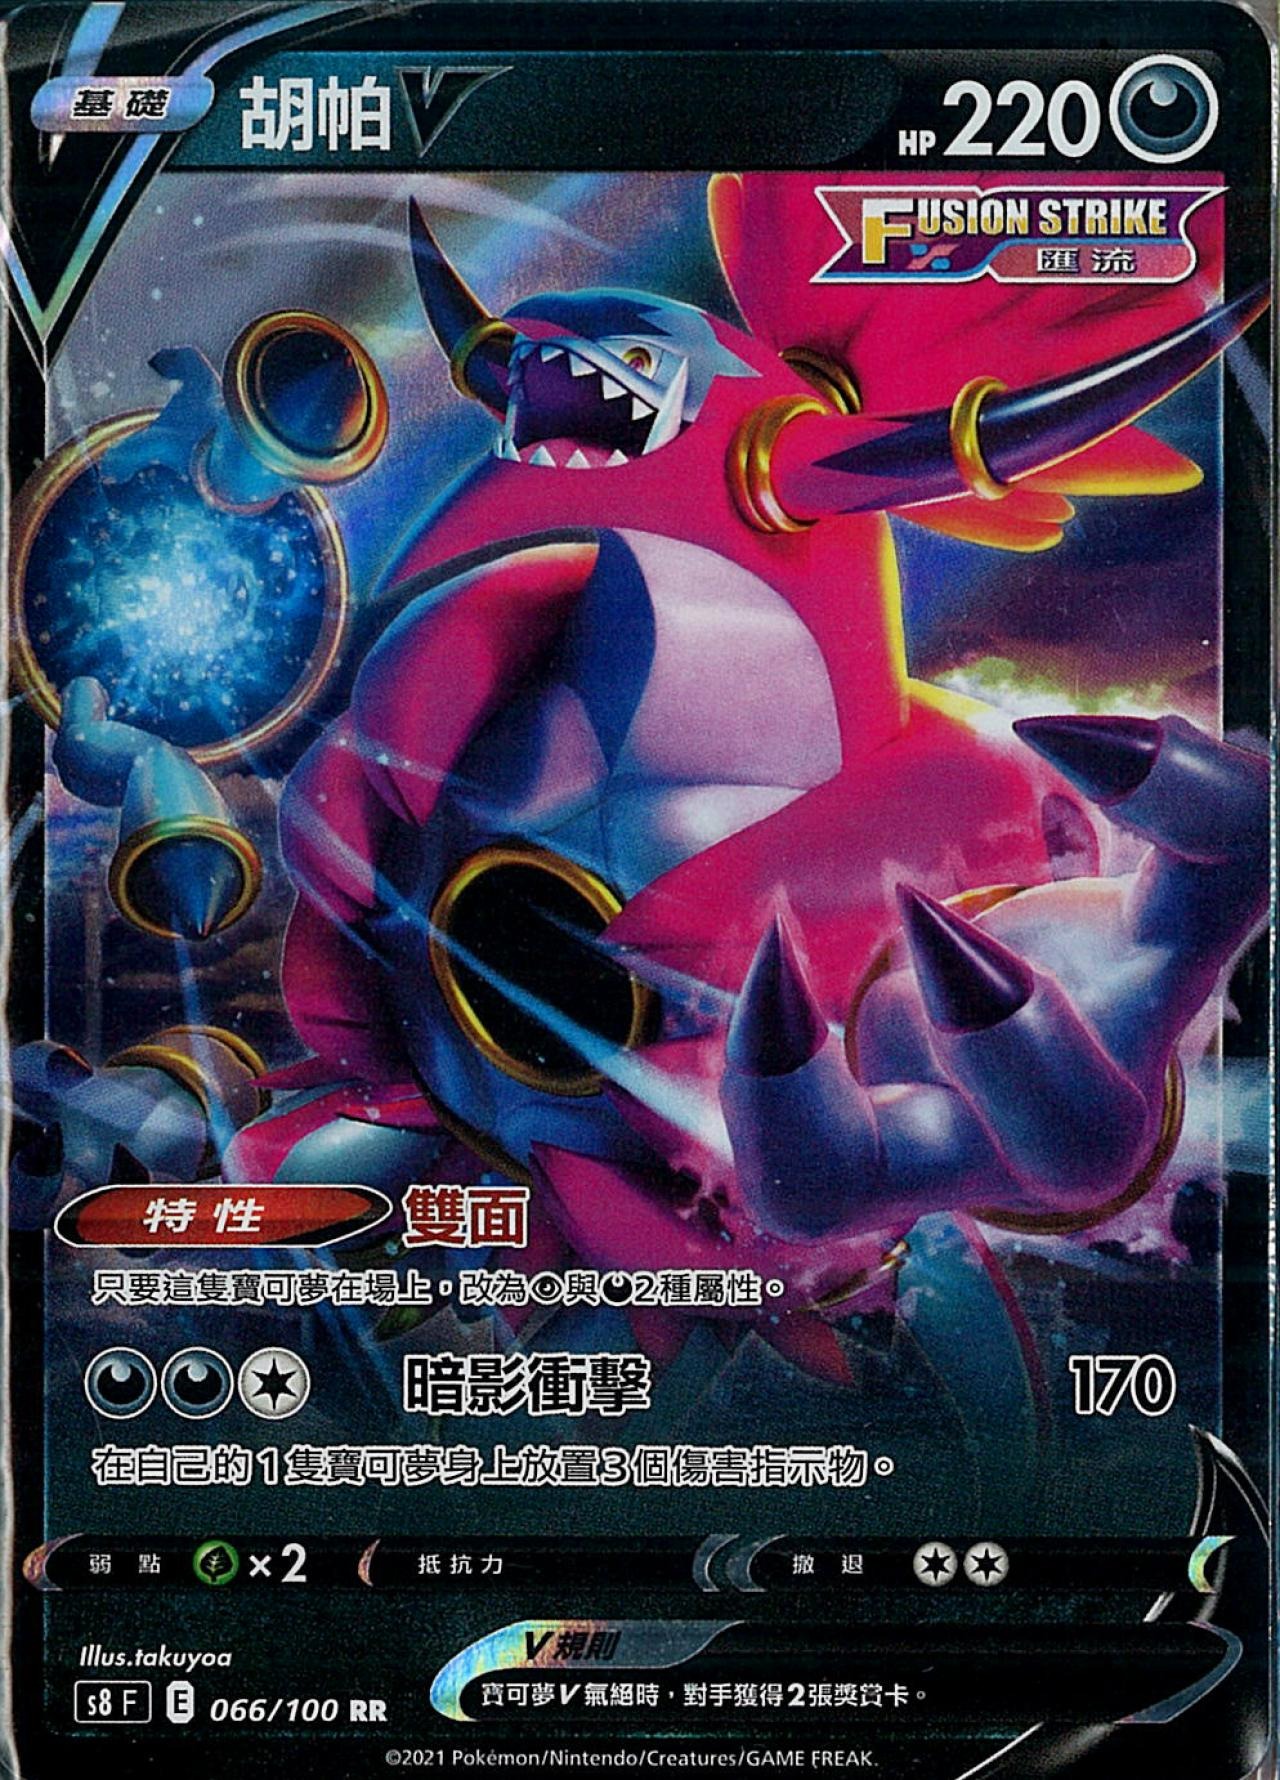 基礎
胡帕V
HP 220
FUSION STRIKE
匯流
特性 雙面
只要這隻寶可夢在場上，改為與2種屬性。
暗影衝擊 170
在自己的1隻寶可夢身上放置3個傷害指示物。
弱點 ×2 抵抗力 撤退
Illus.takuyoa
V規則
寶可夢V氣絕時，對手獲得2張獎賞卡。
s8 F E 066/100 RR
©2021 Pokémon/Nintendo/Creatures/GAME FREAK.